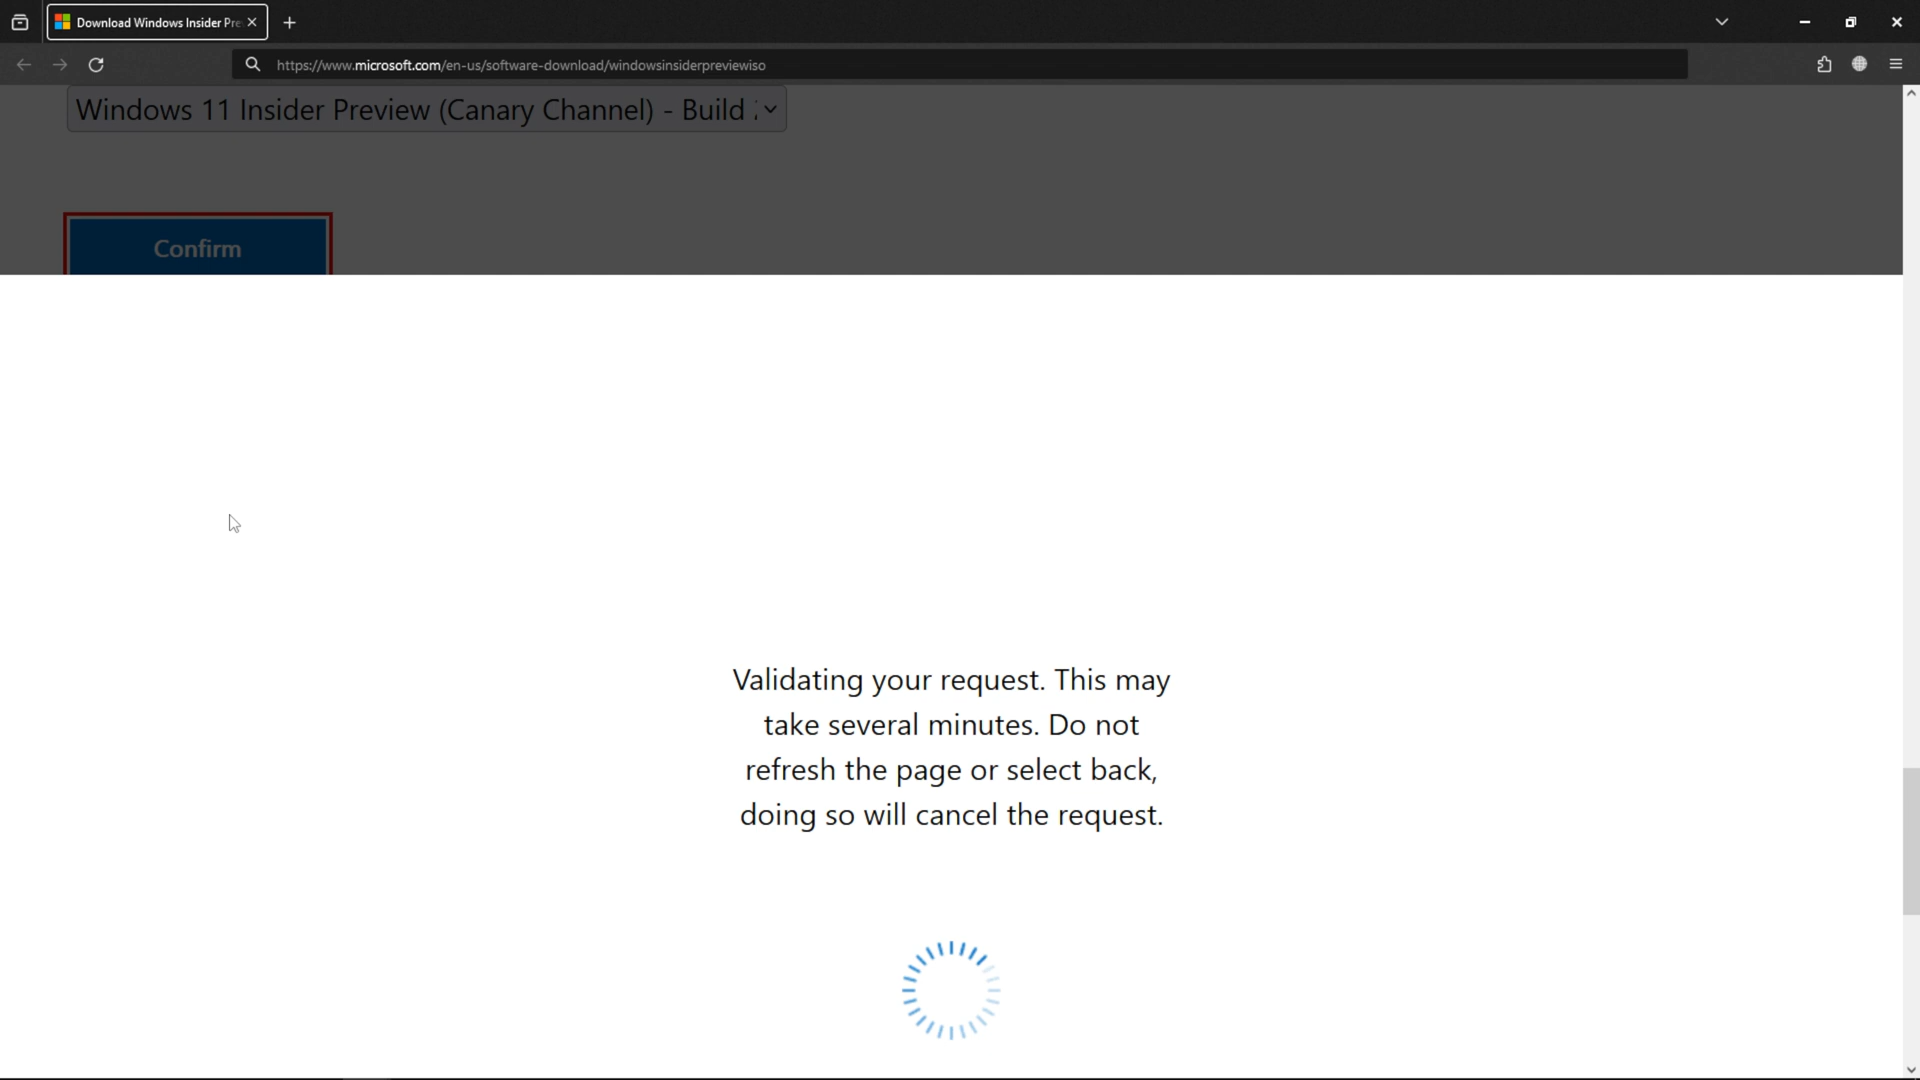 Download Windows Insider Pre
https://www.microsoft.com/en-us/software-download/windowsinsiderpreviewiso
Windows 11 Insider Preview (Canary Channel) - Build
Confirm
Validating your request. This may
take several minutes. Do not
refresh the page or select back,
doing so will cancel the request.